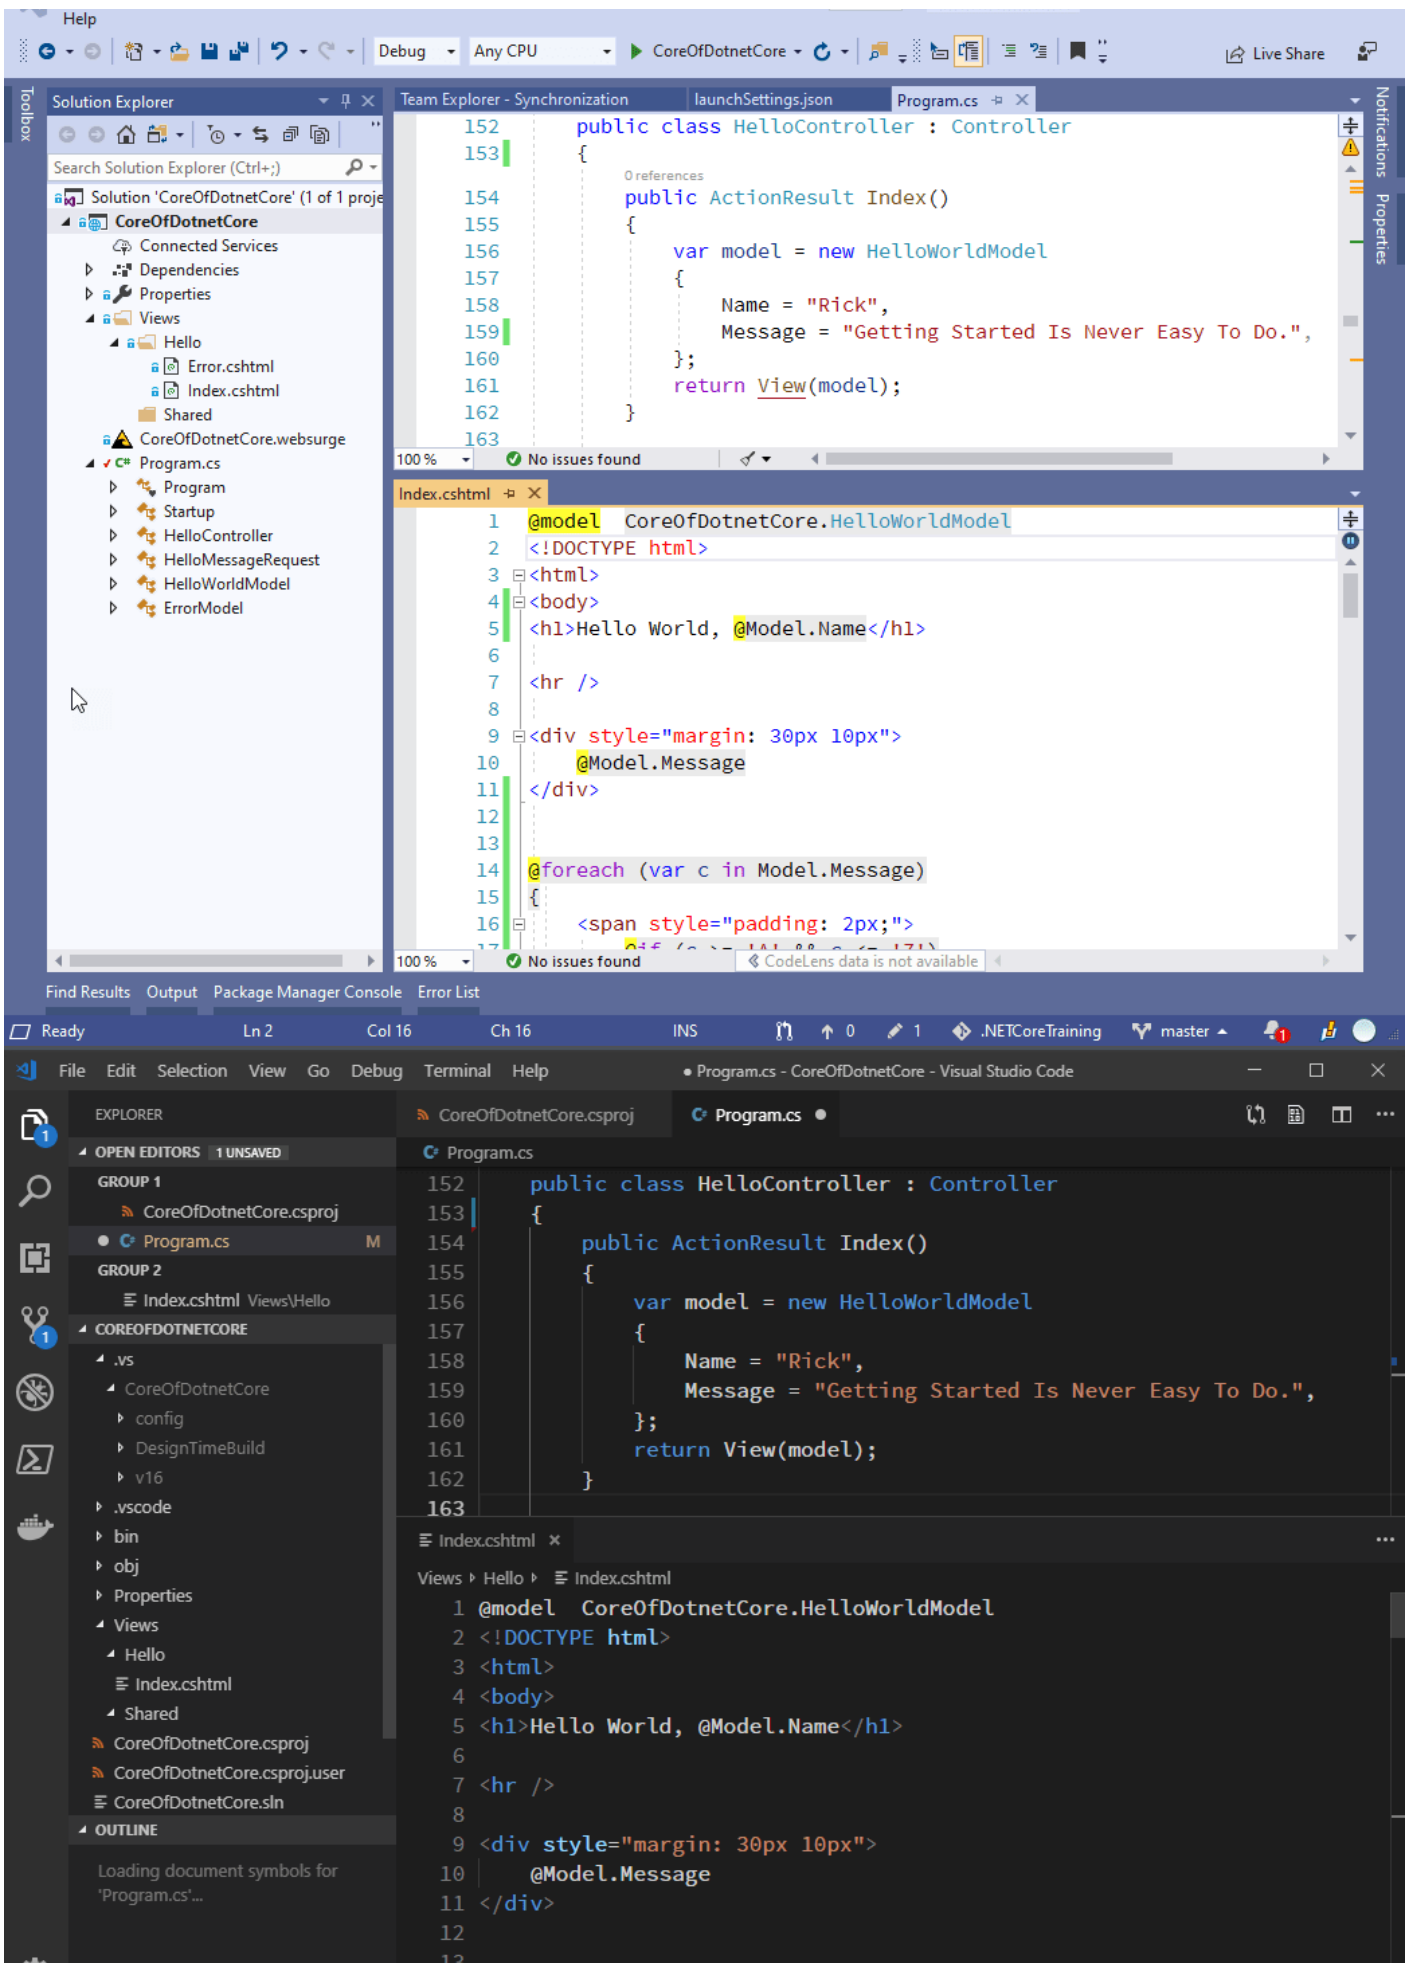 Help
Debug Any CPU CoreOfDotnetCore Live Share
Toolbox
Solution Explorer
Search Solution Explorer (Ctrl+;)
Solution 'CoreOfDotnetCore' (1 of 1 proje
CoreOfDotnetCore
Connected Services
Dependencies
Properties
Views
Hello
Error.cshtml
Index.cshtml
Shared
CoreOfDotnetCore.websurge
C# Program.cs
Program
Startup
HelloController
HelloMessageRequest
HelloWorldModel
ErrorModel
Team Explorer - Synchronization launchSettings.json Program.cs
152 public class HelloController : Controller
153 {
0 references
154 public ActionResult Index()
155 {
156 var model = new HelloWorldModel
157 {
158 Name = "Rick",
159 Message = "Getting Started Is Never Easy To Do.",
160 };
161 return View(model);
162 }
163
100 % No issues found
Notifications
Properties
Index.cshtml
1 @model CoreOfDotnetCore.HelloWorldModel
2 <!DOCTYPE html>
3 <html>
4 <body>
5 <h1>Hello World, @Model.Name</h1>
6
7 <hr />
8
9 <div style="margin: 30px 10px">
10 @Model.Message
11 </div>
12
13
14 @foreach (var c in Model.Message)
15 {
16 <span style="padding: 2px;">
17 @if (c >= 'A' && c <= 'Z')
100 % No issues found CodeLens data is not available
Find Results Output Package Manager Console Error List
Ready Ln 2 Col 16 Ch 16 INS 0 1 .NETCoreTraining master 1
File Edit Selection View Go Debug Terminal Help ● Program.cs - CoreOfDotnetCore - Visual Studio Code
1
1
EXPLORER
OPEN EDITORS 1 UNSAVED
GROUP 1
CoreOfDotnetCore.csproj
● C# Program.cs M
GROUP 2
Index.cshtml Views\Hello
COREOFDOTNETCORE
.vs
CoreOfDotnetCore
config
DesignTimeBuild
v16
.vscode
bin
obj
Properties
Views
Hello
Index.cshtml
Shared
CoreOfDotnetCore.csproj
CoreOfDotnetCore.csproj.user
CoreOfDotnetCore.sln
OUTLINE
Loading document symbols for
'Program.cs'...
CoreOfDotnetCore.csproj C# Program.cs ●
C# Program.cs
152 public class HelloController : Controller
153 {
154 public ActionResult Index()
155 {
156 var model = new HelloWorldModel
157 {
158 Name = "Rick",
159 Message = "Getting Started Is Never Easy To Do.",
160 };
161 return View(model);
162 }
163
Index.cshtml
Views Hello Index.cshtml
1 @model CoreOfDotnetCore.HelloWorldModel
2 <!DOCTYPE html>
3 <html>
4 <body>
5 <h1>Hello World, @Model.Name</h1>
6
7 <hr />
8
9 <div style="margin: 30px 10px">
10 @Model.Message
11 </div>
12
13